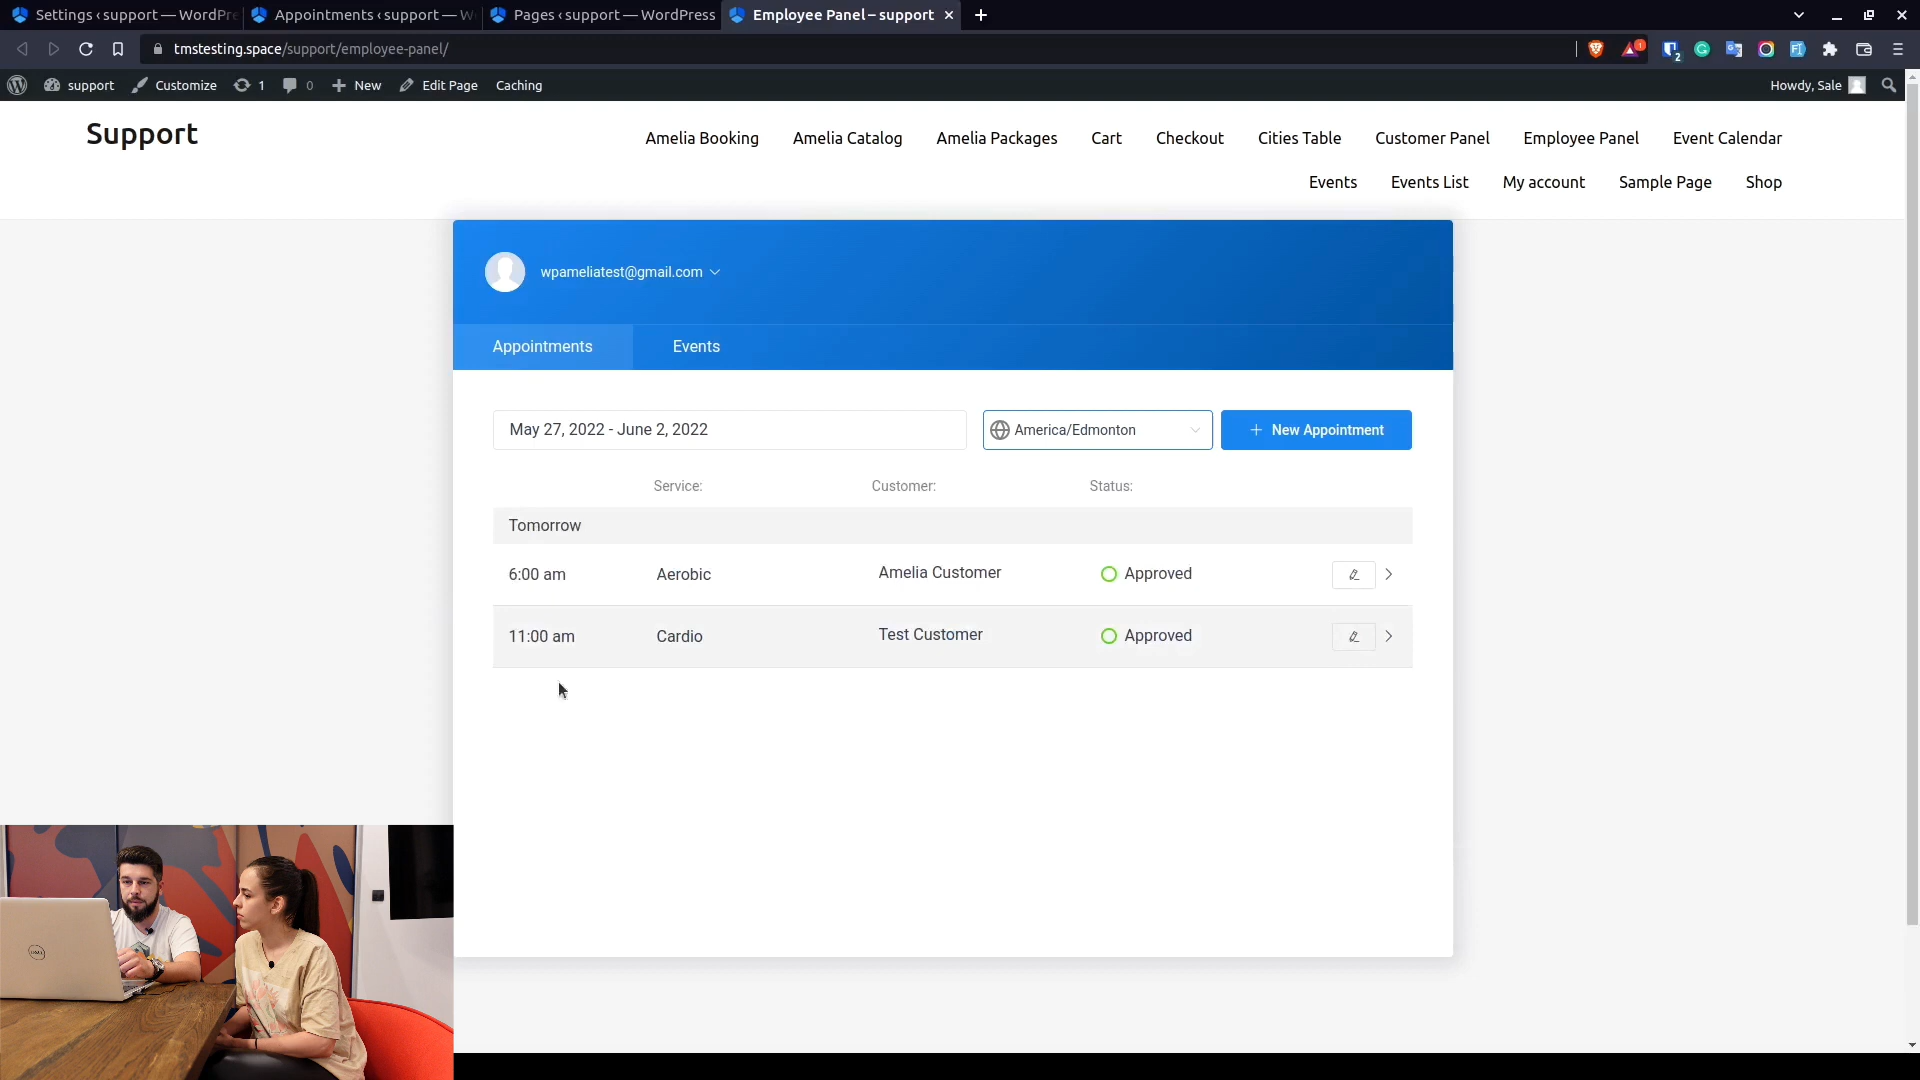 Settings ‹ support — WordPre
Appointments ‹ support — W
Pages ‹ support — WordPress
Employee Panel – support
tmstesting.space/support/employee-panel/
1
2
support
Customize
1
0
New
Edit Page
Caching
Howdy, Sale
Support
Amelia Booking
Amelia Catalog
Amelia Packages
Cart
Checkout
Cities Table
Customer Panel
Employee Panel
Event Calendar
Events
Events List
My account
Sample Page
Shop
wpameliatest@gmail.com
Appointments
Events
May 27, 2022 - June 2, 2022
America/Edmonton
New Appointment
Service:
Customer:
Status:
Tomorrow
6:00 am
Aerobic
Amelia Customer
Approved
11:00 am
Cardio
Test Customer
Approved
DELL